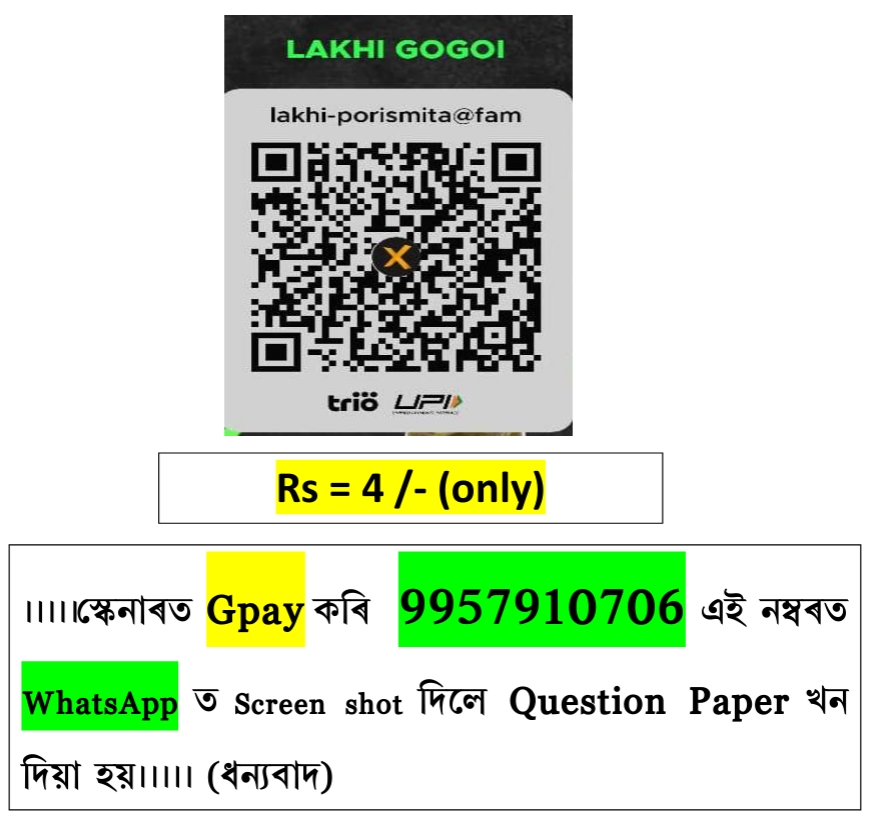 LAKHI GOGOI
lakhi-porismita@fam
X
triö UPI
Rs = 4 /- (only)
।।।।।স্কেনাৰত Gpay কৰি 9957910706 এই নম্বৰত
WhatsApp ত Screen shot দিলে Question Paper খন
দিয়া হয়।।।।। (ধন্যবাদ)